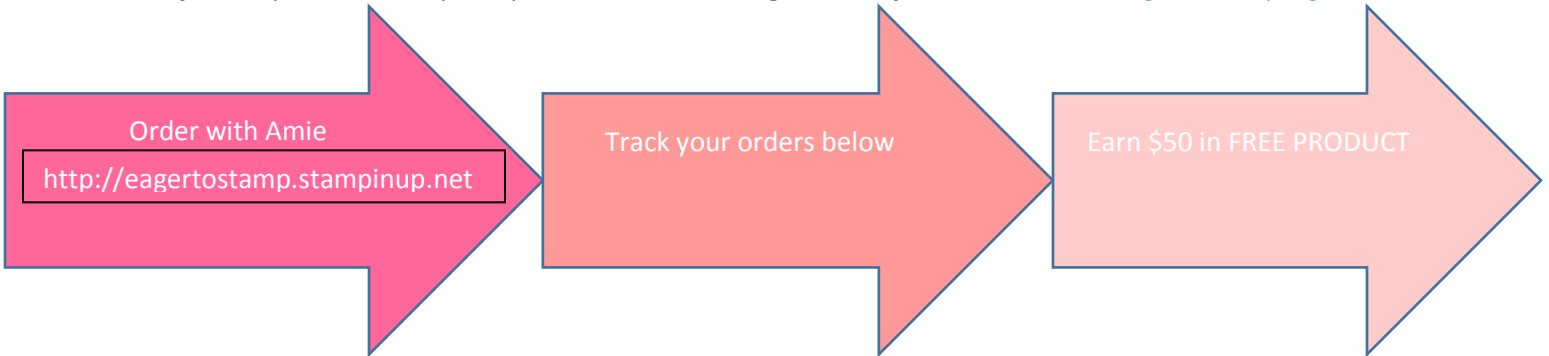 Order with Amie
http://eagertostamp.stampinup.net
Track your orders below
Earn $50 in FREE PRODUCT